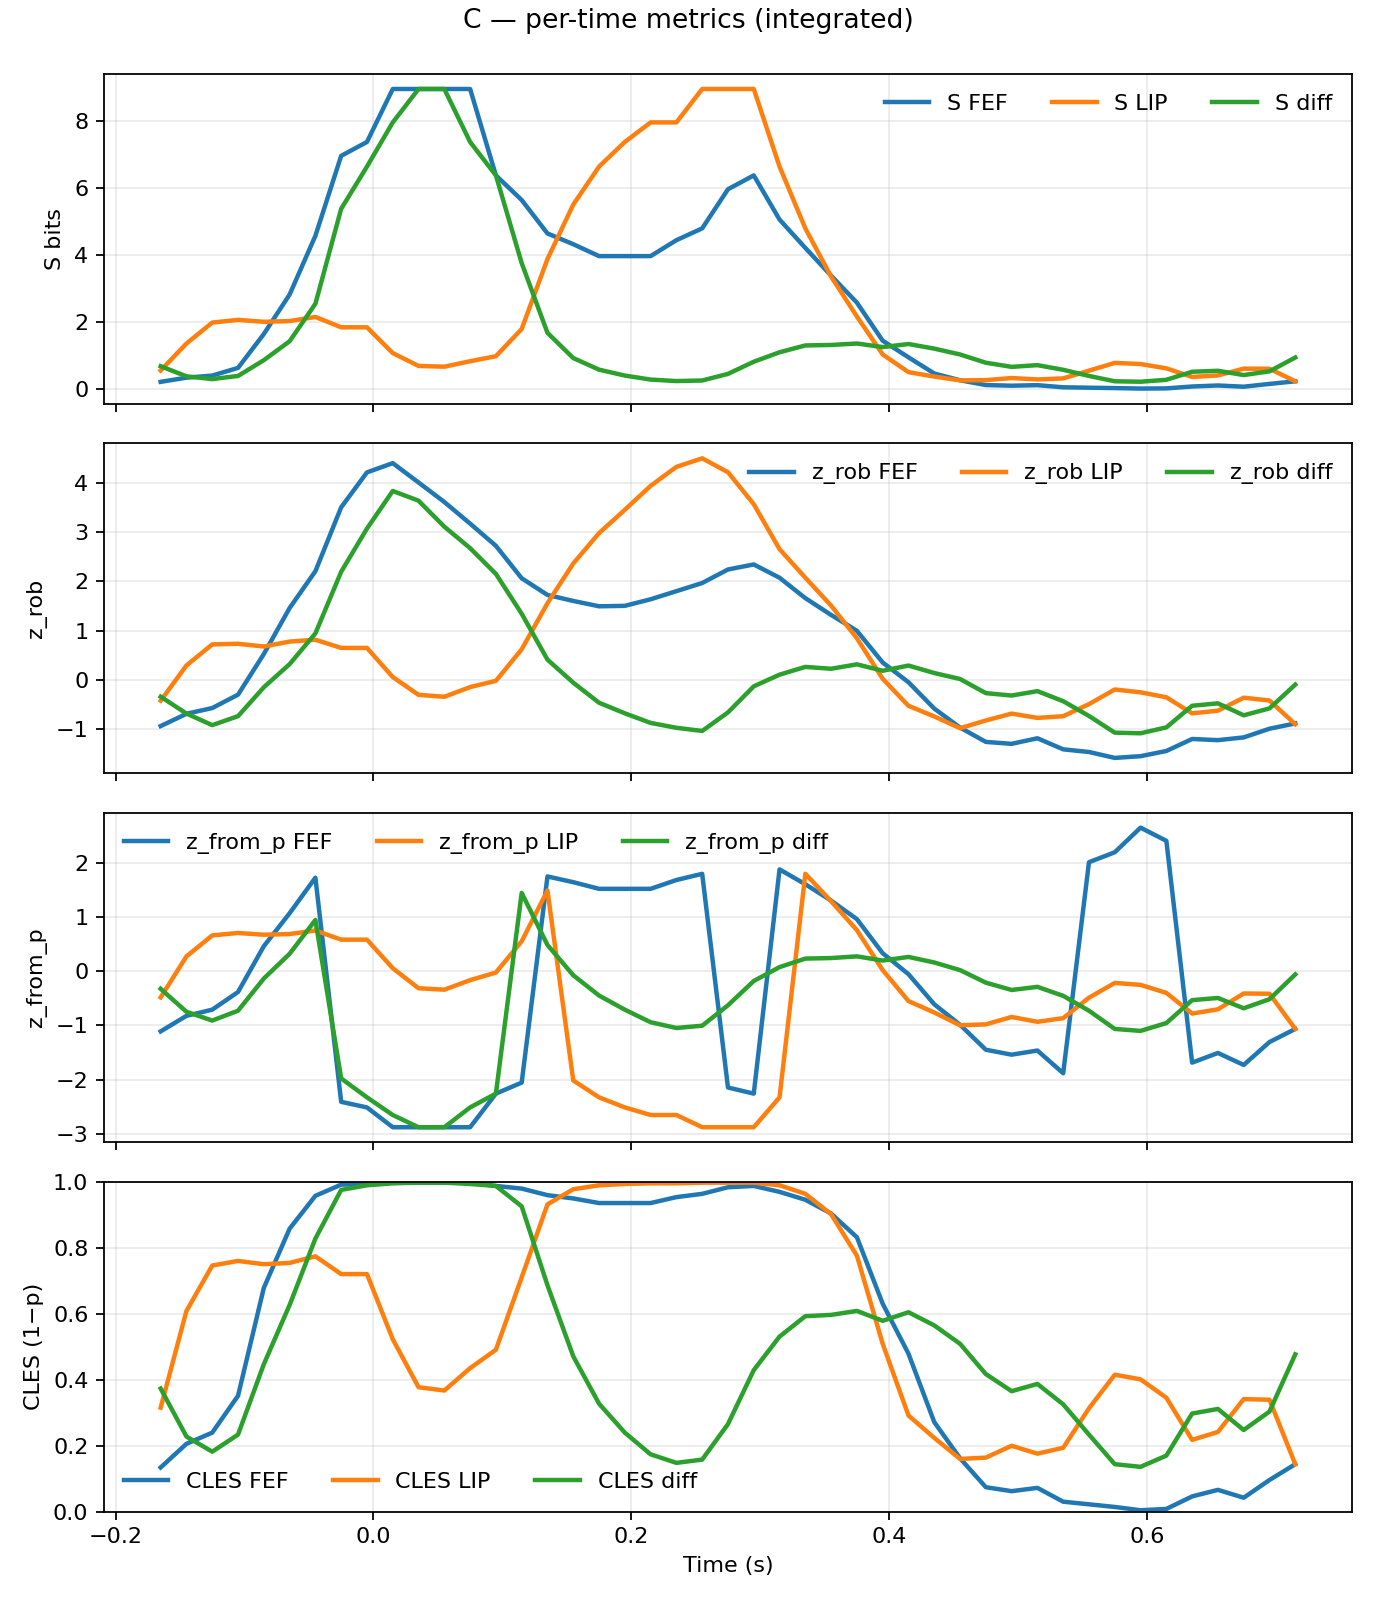 C — per-time metrics (integrated)
S FEF S LIP S diff
8
6
4
2
0
S bits
z_rob FEF z_rob LIP z_rob diff
4
3
2
1
0
−1
z_rob
z_from_p FEF z_from_p LIP z_from_p diff
2
1
0
−1
−2
−3
z_from_p
1.0
0.8
0.6
0.4
0.2
0.0
CLES (1−p)
CLES FEF CLES LIP CLES diff
−0.2 0.0 0.2 0.4 0.6
Time (s)